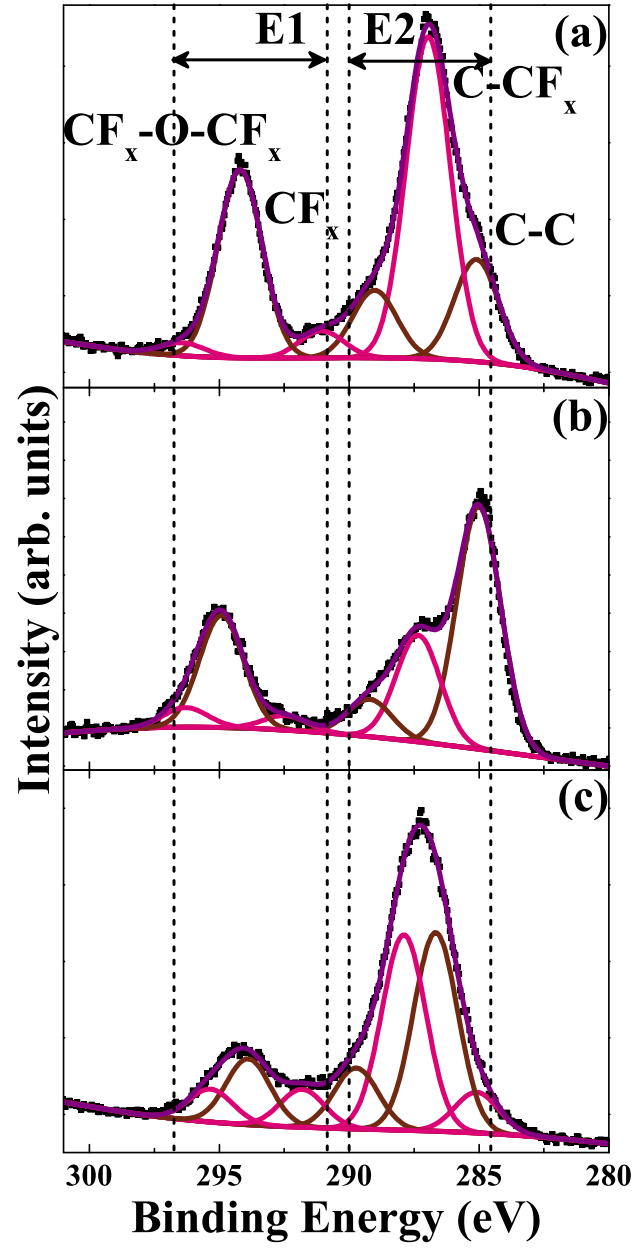 E1 E2 (a)
C-CFx
CFx-O-CFx
CFx
C-C
(b)
(c)
Intensity (arb. units)
300 295 290 285 280
Binding Energy (eV)